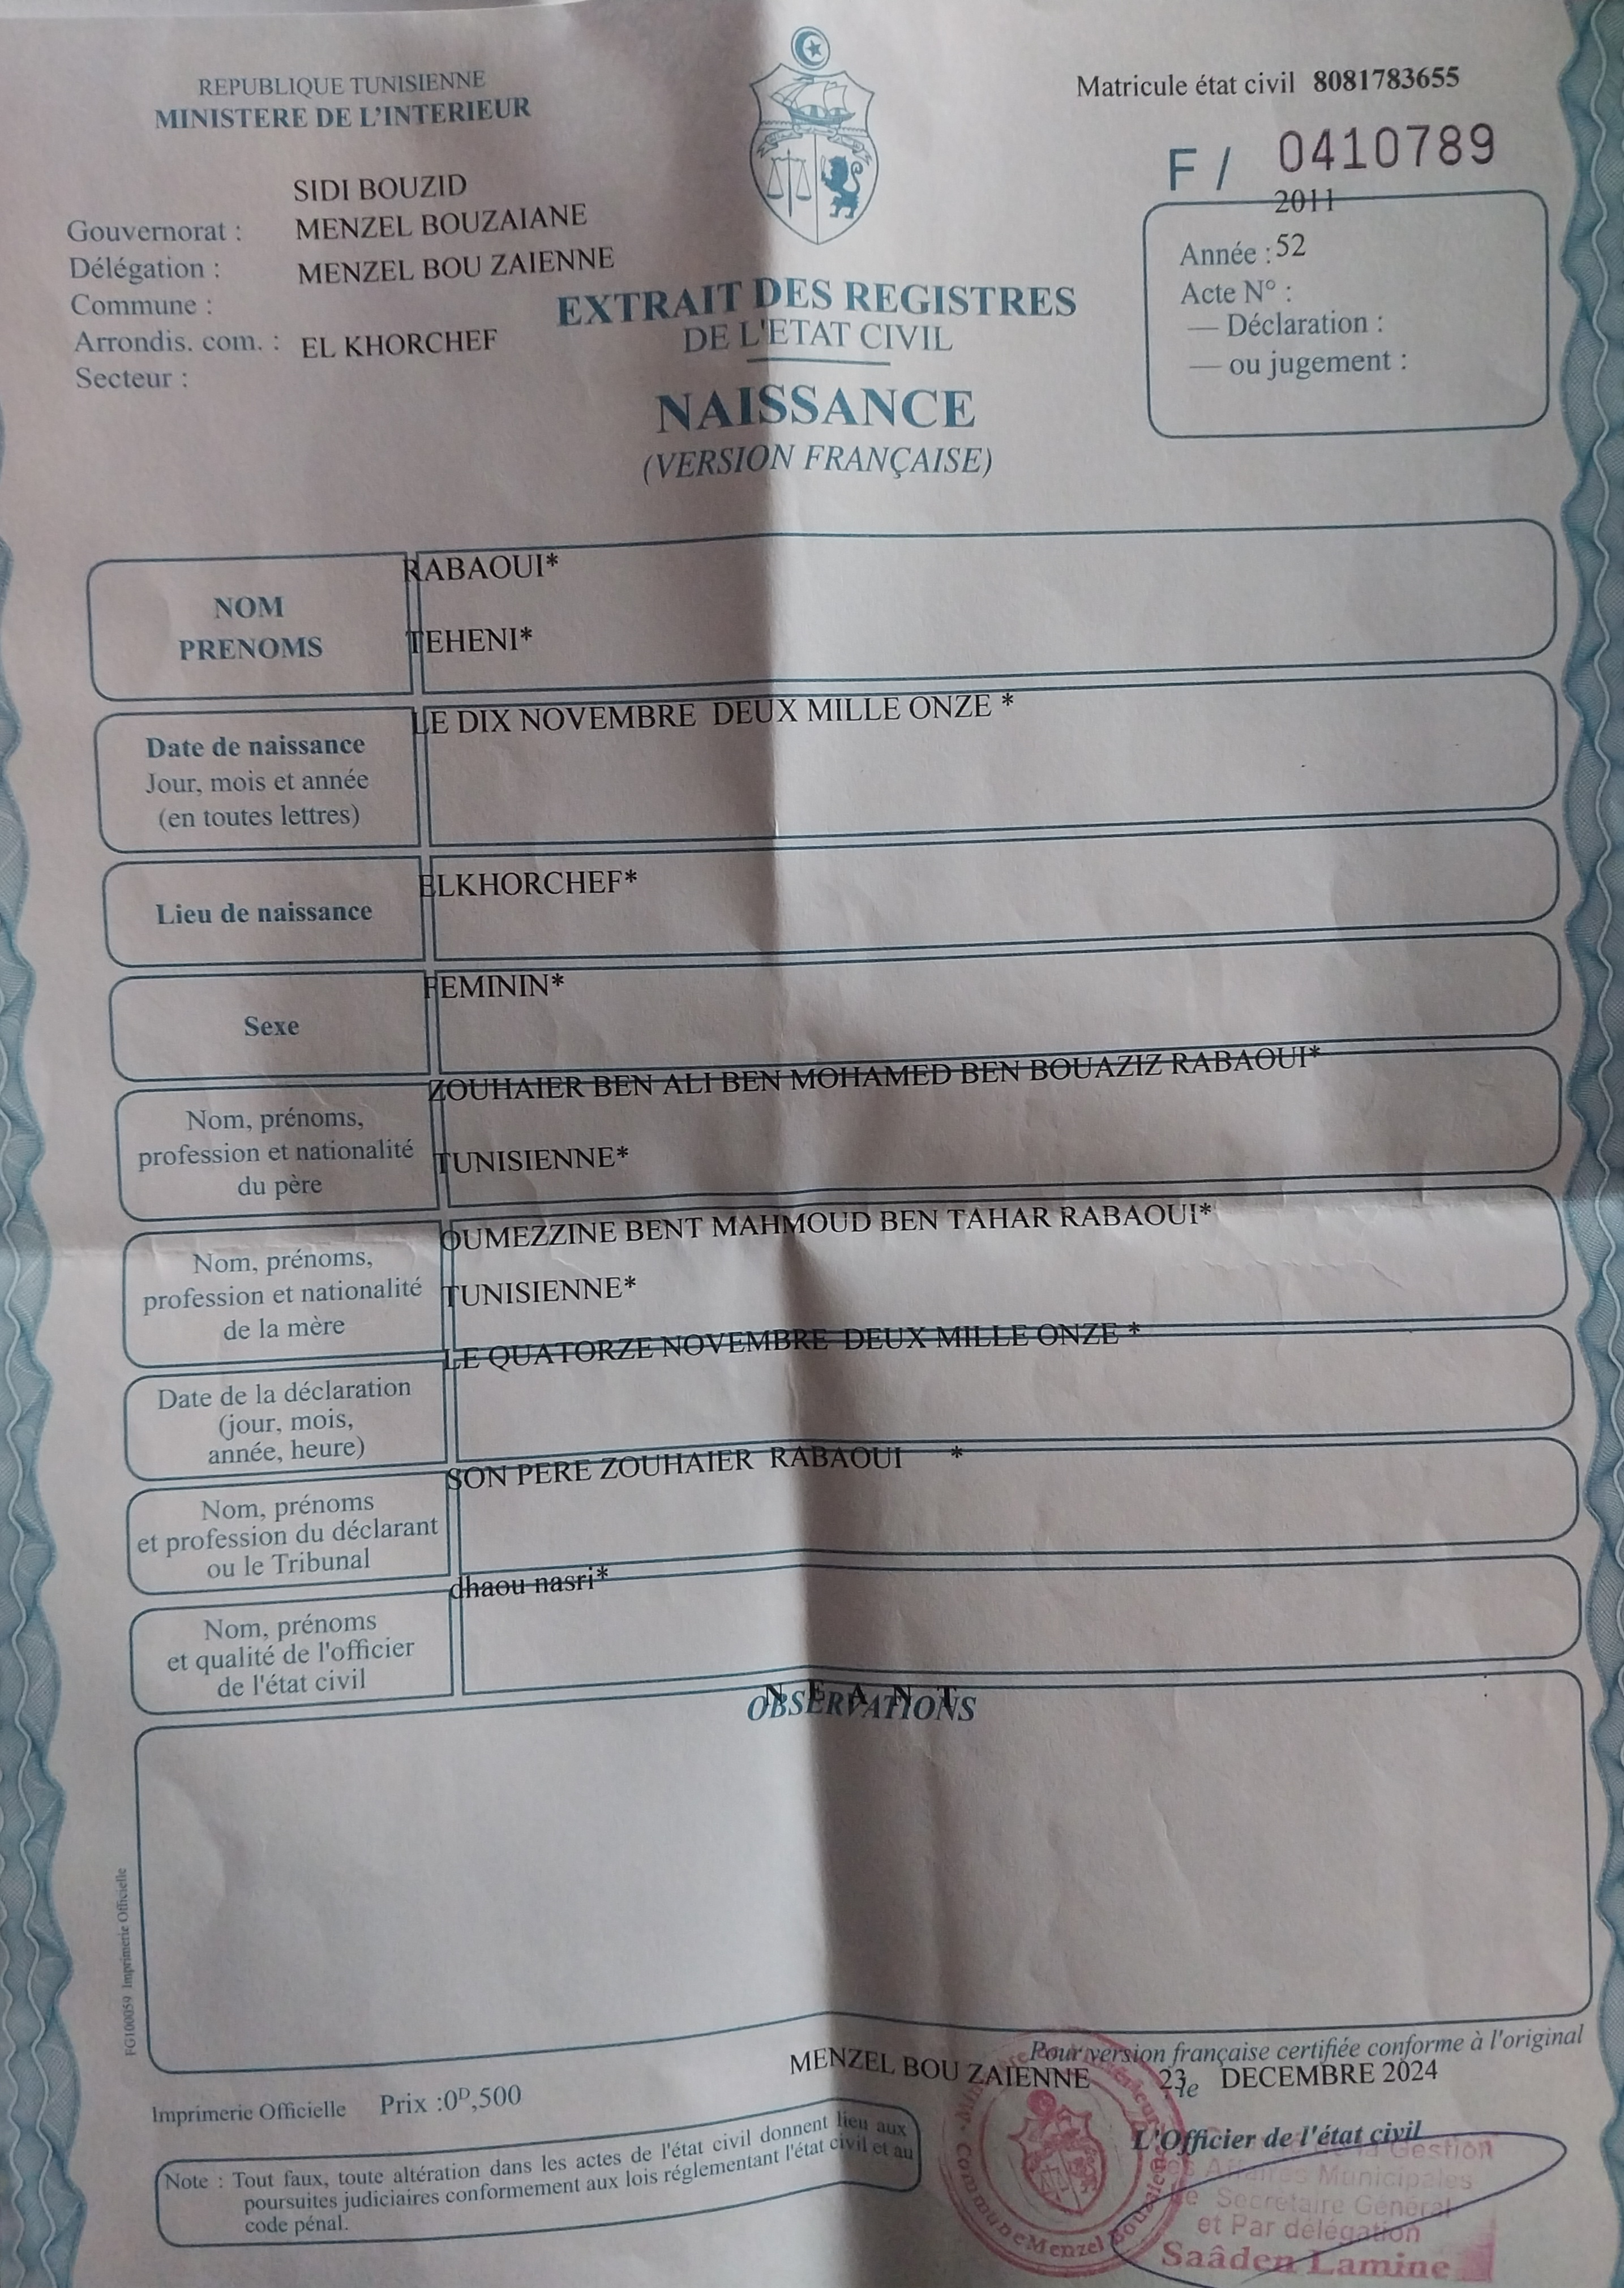 REPUBLIQUE TUNISIENNE
MINISTERE DE L'INTERIEUR
Matricule état civil 8081783655
F / 0410789
SIDI BOUZID
Gouvernorat : MENZEL BOUZAIANE
Délégation : MENZEL BOU ZAIENNE
Commune :
Arrondis. com. : EL KHORCHEF
Secteur :
2011
Année : 52
Acte N° :
— Déclaration :
— ou jugement :
EXTRAIT DES REGISTRES
DE L'ETAT CIVIL
NAISSANCE
(VERSION FRANÇAISE)
NOM
PRENOMS
RABAOUI*
TEHENI*
Date de naissance
Jour, mois et année
(en toutes lettres)
LE DIX NOVEMBRE DEUX MILLE ONZE *
Lieu de naissance
ELKHORCHEF*
Sexe
FEMININ*
Nom, prénoms,
profession et nationalité
du père
ZOUHAIER BEN ALI BEN MOHAMED BEN BOUAZIZ RABAOUI*
TUNISIENNE*
Nom, prénoms,
profession et nationalité
de la mère
OUMEZZINE BENT MAHMOUD BEN TAHAR RABAOUI*
TUNISIENNE*
Date de la déclaration
(jour, mois,
année, heure)
LE QUATORZE NOVEMBRE DEUX MILLE ONZE *
Nom, prénoms
et profession du déclarant
ou le Tribunal
SON PERE ZOUHAIER RABAOUI *
Nom, prénoms
et qualité de l'officier
de l'état civil
dhaou nasri*
N E A N T
OBSERVATIONS
FG100059 Imprimerie Officielle
Pour version française certifiée conforme à l'original
MENZEL BOU ZAIENNE 23 le DECEMBRE 2024
Imprimerie Officielle Prix :0ᴰ,500
L'Officier de l'état civil
Note : Tout faux, toute altération dans les actes de l'état civil donnent lieu aux
poursuites judiciaires conformement aux lois réglementant l'état civil et au
code pénal.
la Gestion
Affaires Municipales
Le Secrétaire Général
et Par délégation
Saâden Lamine
Commune Menzel Bouzaiene